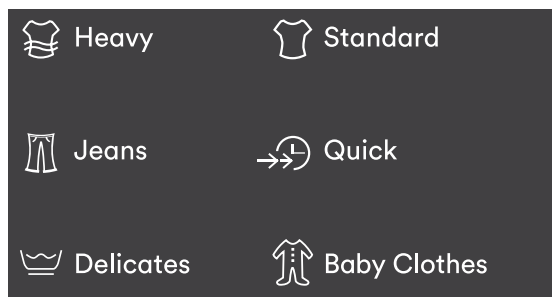 Heavy
Standard
Jeans
Quick
Delicates
Baby Clothes